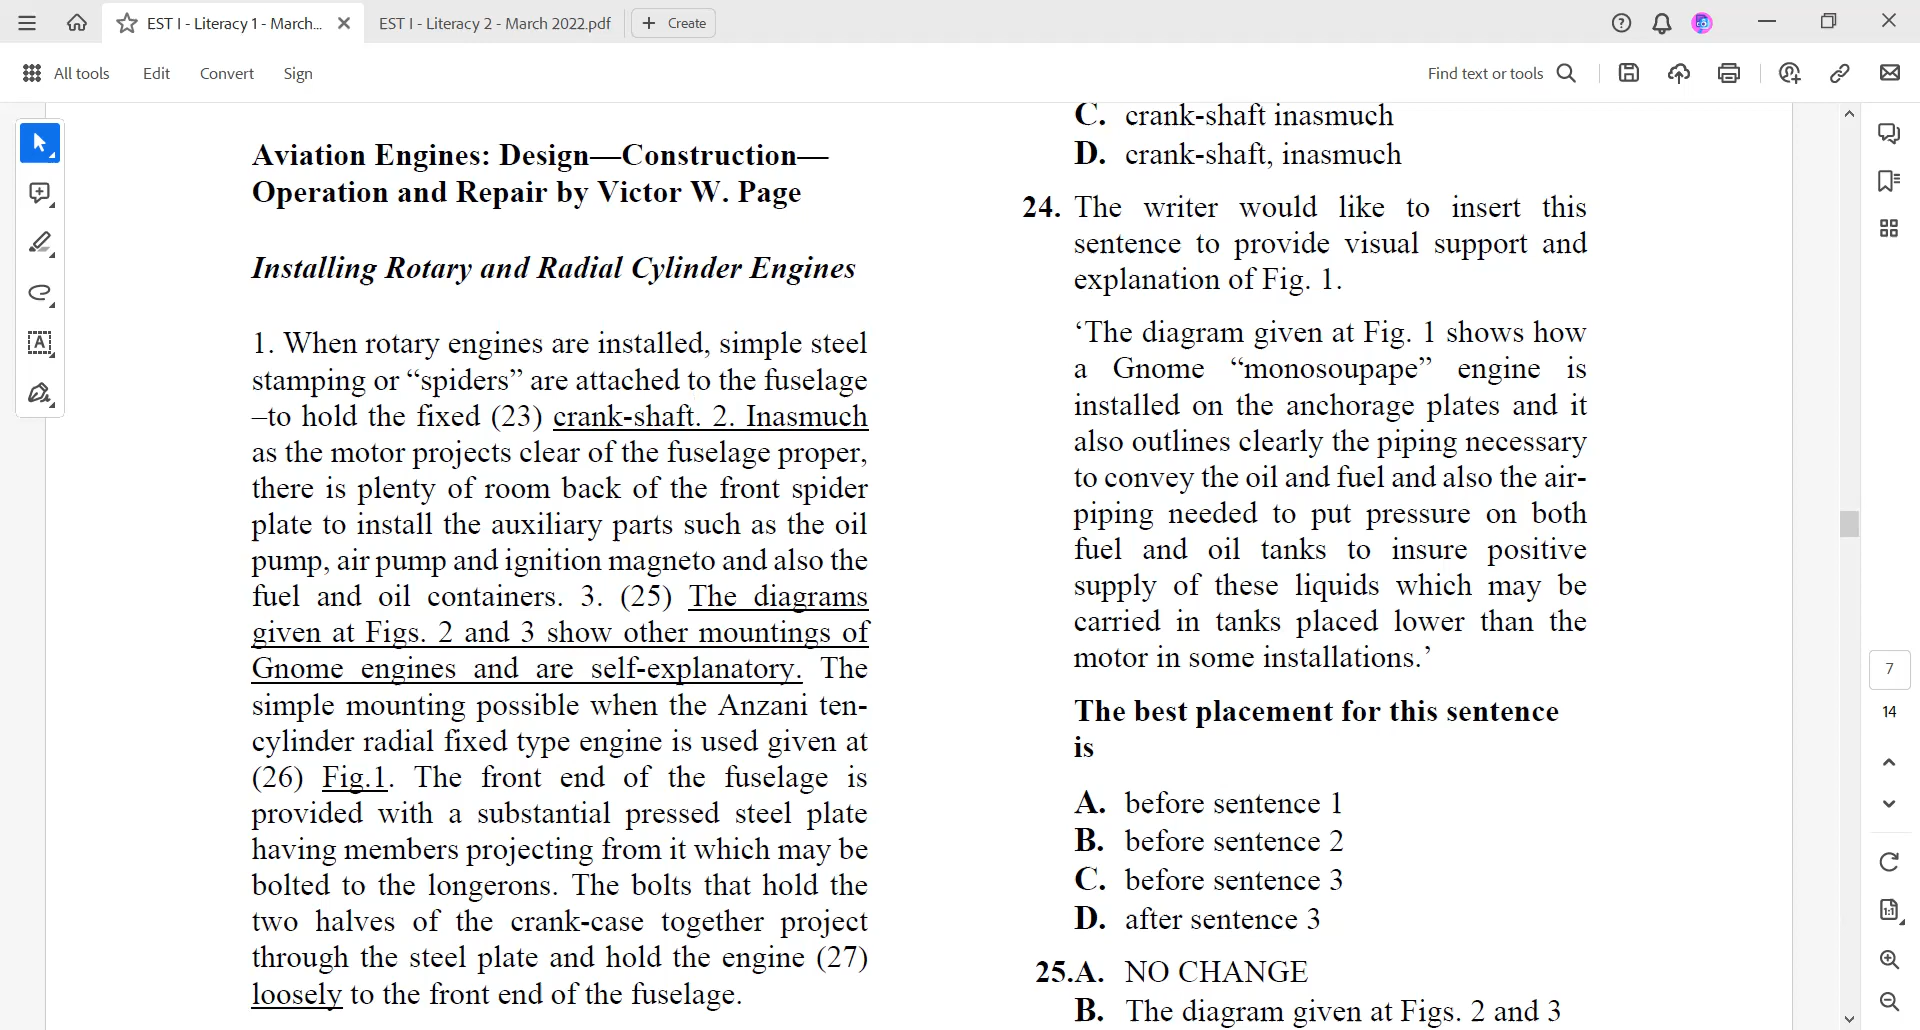 EST I - Literacy 1 - March...
EST I - Literacy 2 - March 2022.pdf
Create
All tools
Edit
Convert
Sign
Find text or tools
Aviation Engines: Design—Construction—
Operation and Repair by Victor W. Page
Installing Rotary and Radial Cylinder Engines
1. When rotary engines are installed, simple steel
stamping or “spiders” are attached to the fuselage
–to hold the fixed (23) crank-shaft. 2. Inasmuch
as the motor projects clear of the fuselage proper,
there is plenty of room back of the front spider
plate to install the auxiliary parts such as the oil
pump, air pump and ignition magneto and also the
fuel and oil containers. 3. (25) The diagrams
given at Figs. 2 and 3 show other mountings of
Gnome engines and are self-explanatory. The
simple mounting possible when the Anzani ten-
cylinder radial fixed type engine is used given at
(26) Fig.1. The front end of the fuselage is
provided with a substantial pressed steel plate
having members projecting from it which may be
bolted to the longerons. The bolts that hold the
two halves of the crank-case together project
through the steel plate and hold the engine (27)
loosely to the front end of the fuselage.
C. crank-shaft inasmuch
D. crank-shaft, inasmuch
24. The writer would like to insert this
sentence to provide visual support and
explanation of Fig. 1.
‘The diagram given at Fig. 1 shows how
a Gnome “monosoupape” engine is
installed on the anchorage plates and it
also outlines clearly the piping necessary
to convey the oil and fuel and also the air-
piping needed to put pressure on both
fuel and oil tanks to insure positive
supply of these liquids which may be
carried in tanks placed lower than the
motor in some installations.’
The best placement for this sentence
is
A. before sentence 1
B. before sentence 2
C. before sentence 3
D. after sentence 3
25.A. NO CHANGE
B. The diagram given at Figs. 2 and 3
7
14